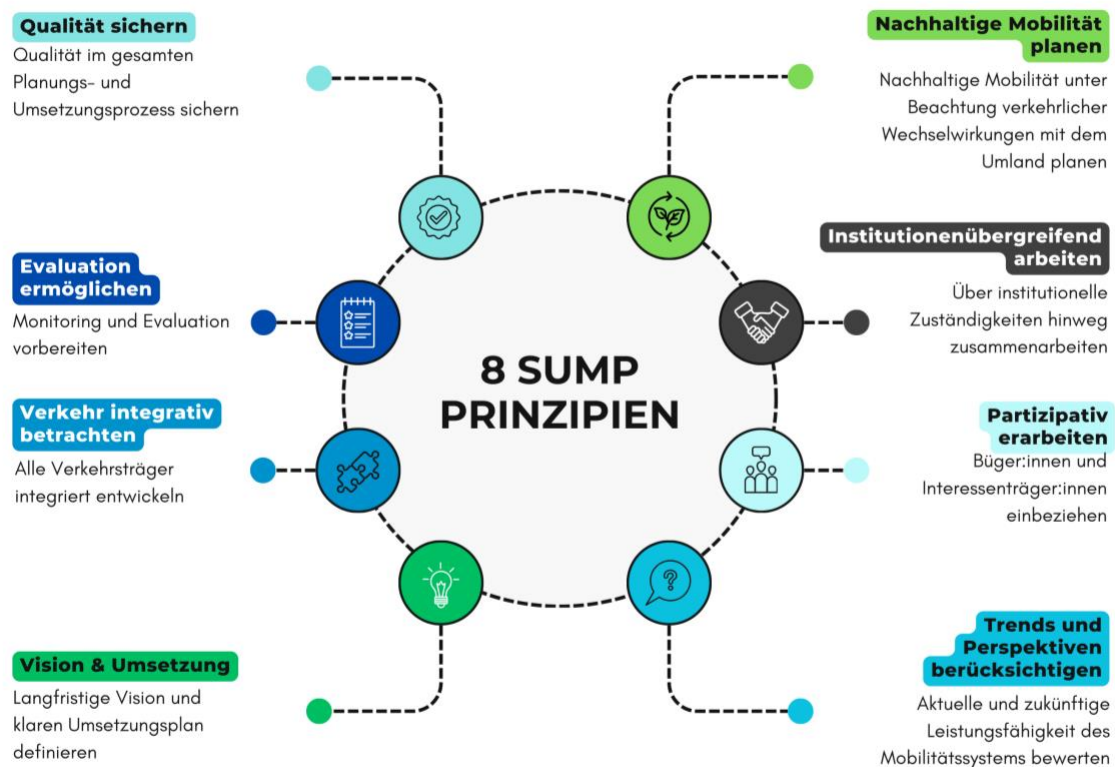 Qualität sichern
Qualität im gesamten
Planungs- und
Umsetzungsprozess sichern
Evaluation
ermöglichen
Monitoring und Evaluation
vorbereiten
Verkehr integrativ
betrachten
Alle Verkehrsträger
integriert entwickeln
Vision & Umsetzung
Langfristige Vision und
klaren Umsetzungsplan
definieren
8 SUMP
PRINZIPIEN
Nachhaltige Mobilität
planen
Nachhaltige Mobilität unter
Beachtung verkehrlicher
Wechselwirkungen mit dem
Umland planen
Institutionenübergreifend
arbeiten
Über institutionelle
Zuständigkeiten hinweg
zusammenarbeiten
Partizipativ
erarbeiten
Büger:innen und
Interessenträger:innen
einbeziehen
?
Trends und
Perspektiven
berücksichtigen
Aktuelle und zukünftige
Leistungsfähigkeit des
Mobilitätssystems bewerten